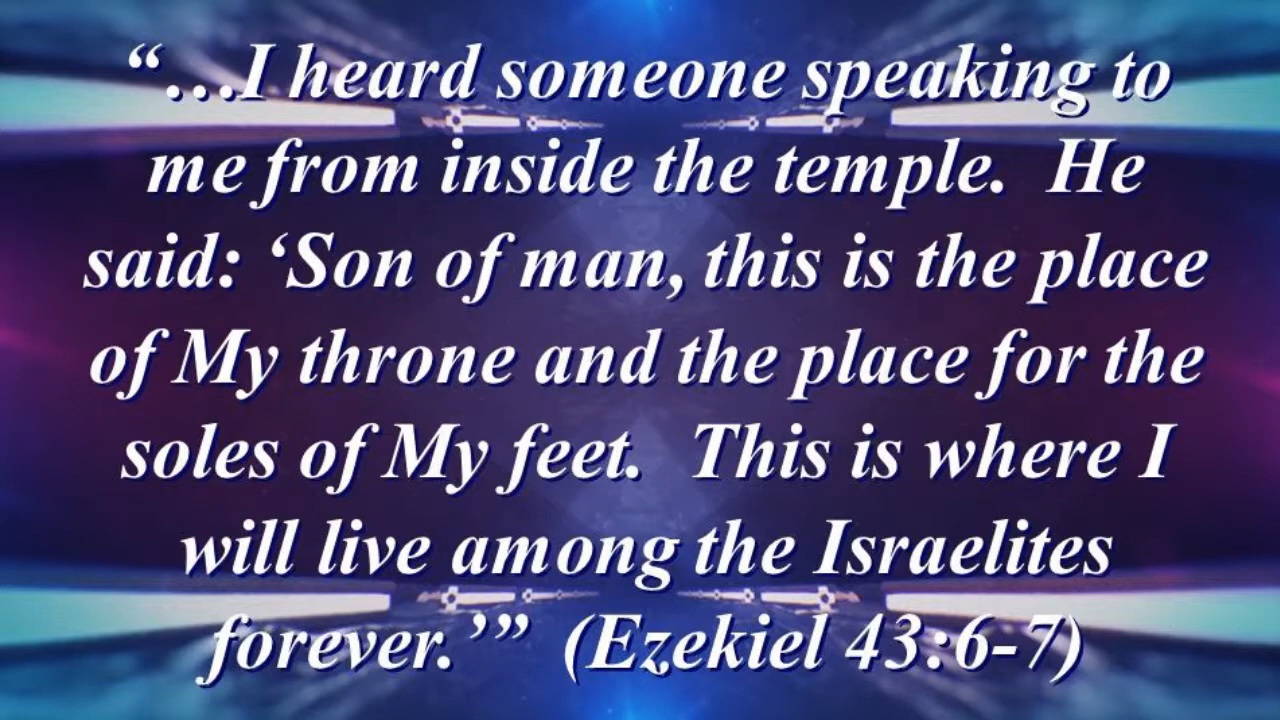 “…I heard someone speaking to
me from inside the temple.  He
said: ‘Son of man, this is the place
of My throne and the place for the
soles of My feet.  This is where I
will live among the Israelites
forever.’”  (Ezekiel 43:6-7)